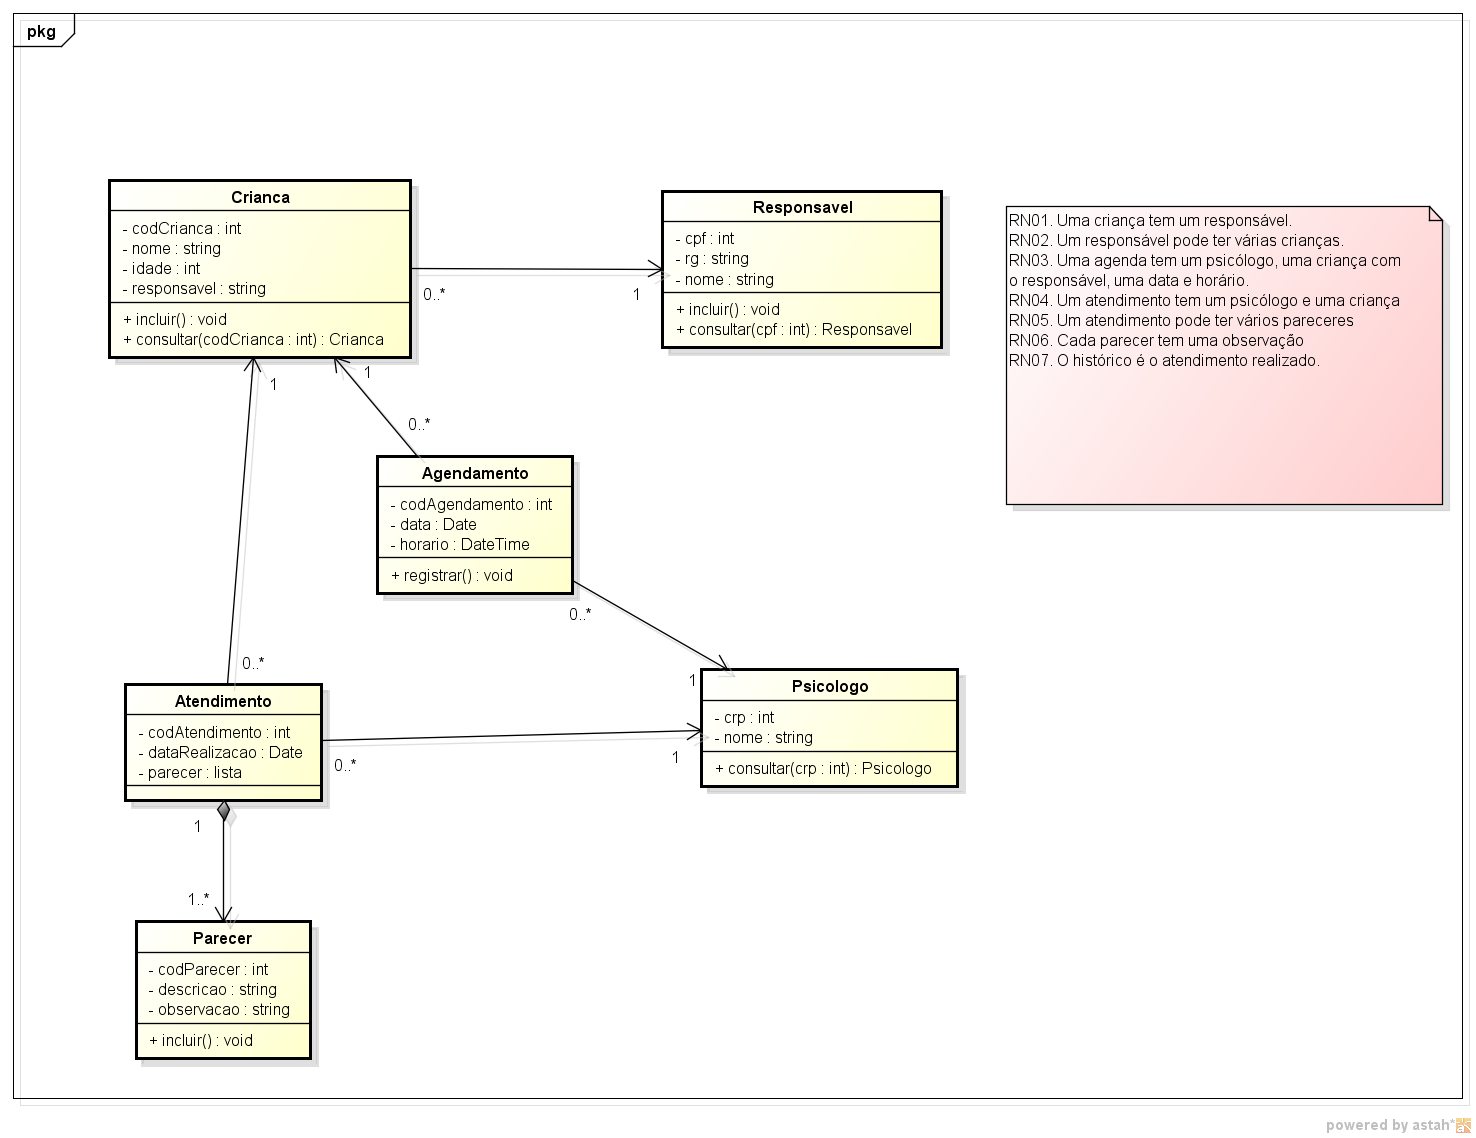 pkg
Crianca
- codCrianca : int
- nome : string
- idade : int
- responsavel : string
+ incluir() : void
+ consultar(codCrianca : int) : Crianca
0..*
1
Responsavel
- cpf : int
- rg : string
- nome : string
+ incluir() : void
+ consultar(cpf : int) : Responsavel
RN01. Uma criança tem um responsável.
RN02. Um responsável pode ter várias crianças.
RN03. Uma agenda tem um psicólogo, uma criança com
o responsável, uma data e horário.
RN04. Um atendimento tem um psicólogo e uma criança
RN05. Um atendimento pode ter vários pareceres
RN06. Cada parecer tem uma observação
RN07. O histórico é o atendimento realizado.
1
1
0..*
Agendamento
- codAgendamento : int
- data : Date
- horario : DateTime
+ registrar() : void
0..*
1
0..*
Atendimento
- codAtendimento : int
- dataRealizacao : Date
- parecer : lista
0..*
1
Psicologo
- crp : int
- nome : string
+ consultar(crp : int) : Psicologo
1
1..*
Parecer
- codParecer : int
- descricao : string
- observacao : string
+ incluir() : void
powered by astah*